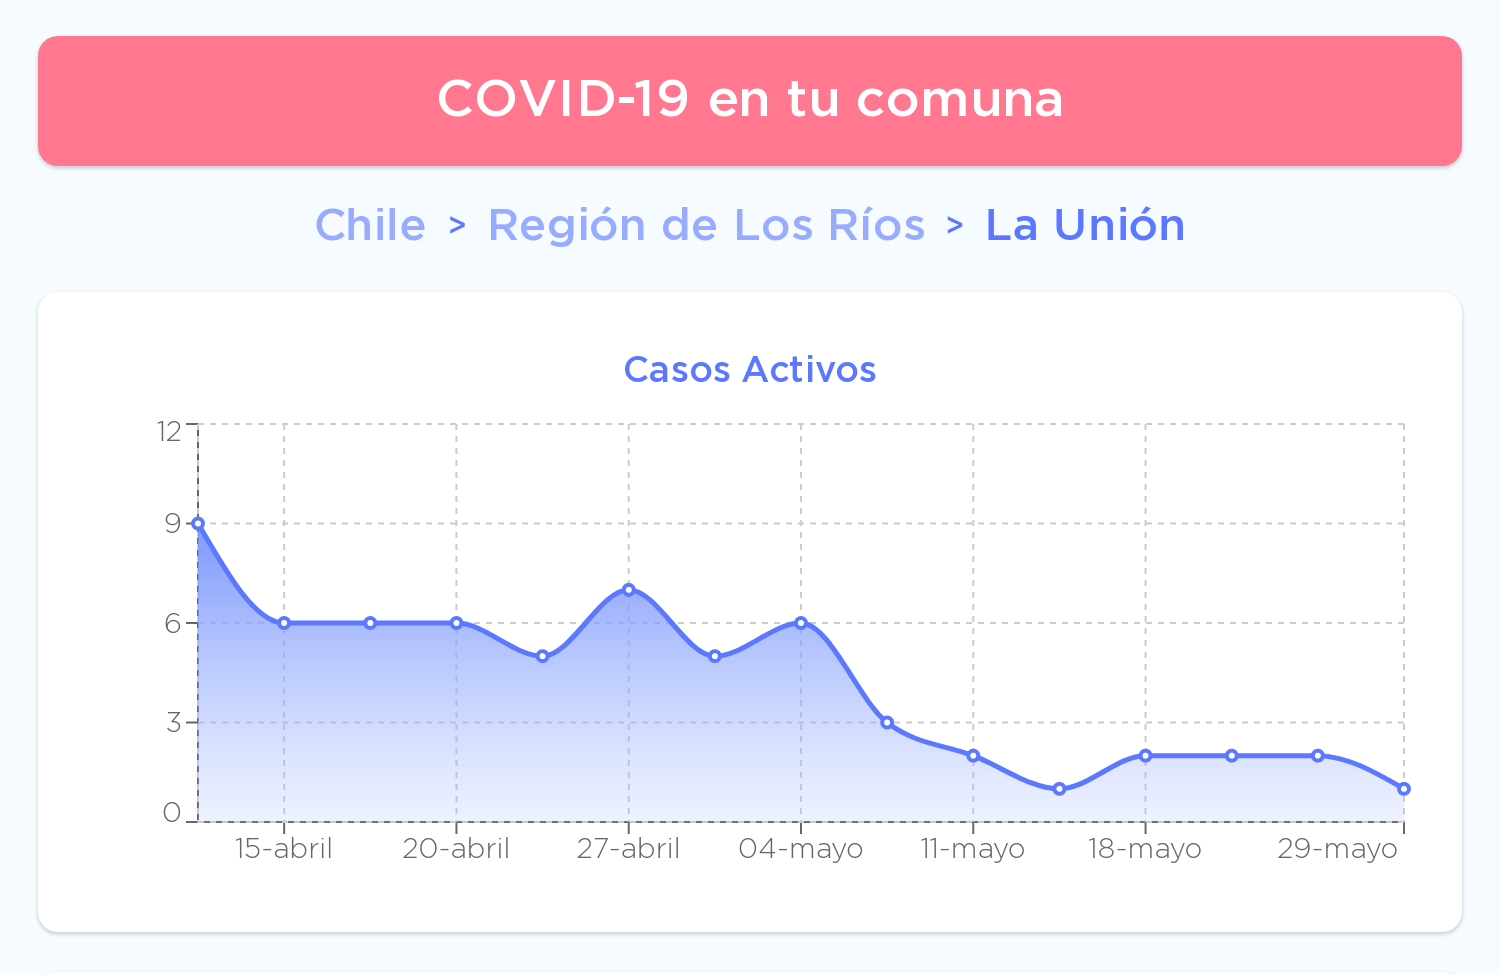 COVID-19 en tu comuna
Chile > Región de Los Ríos > La Unión
Casos Activos
12
9
6
3
0
15-abril 20-abril 27-abril 04-mayo 11-mayo 18-mayo 29-mayo